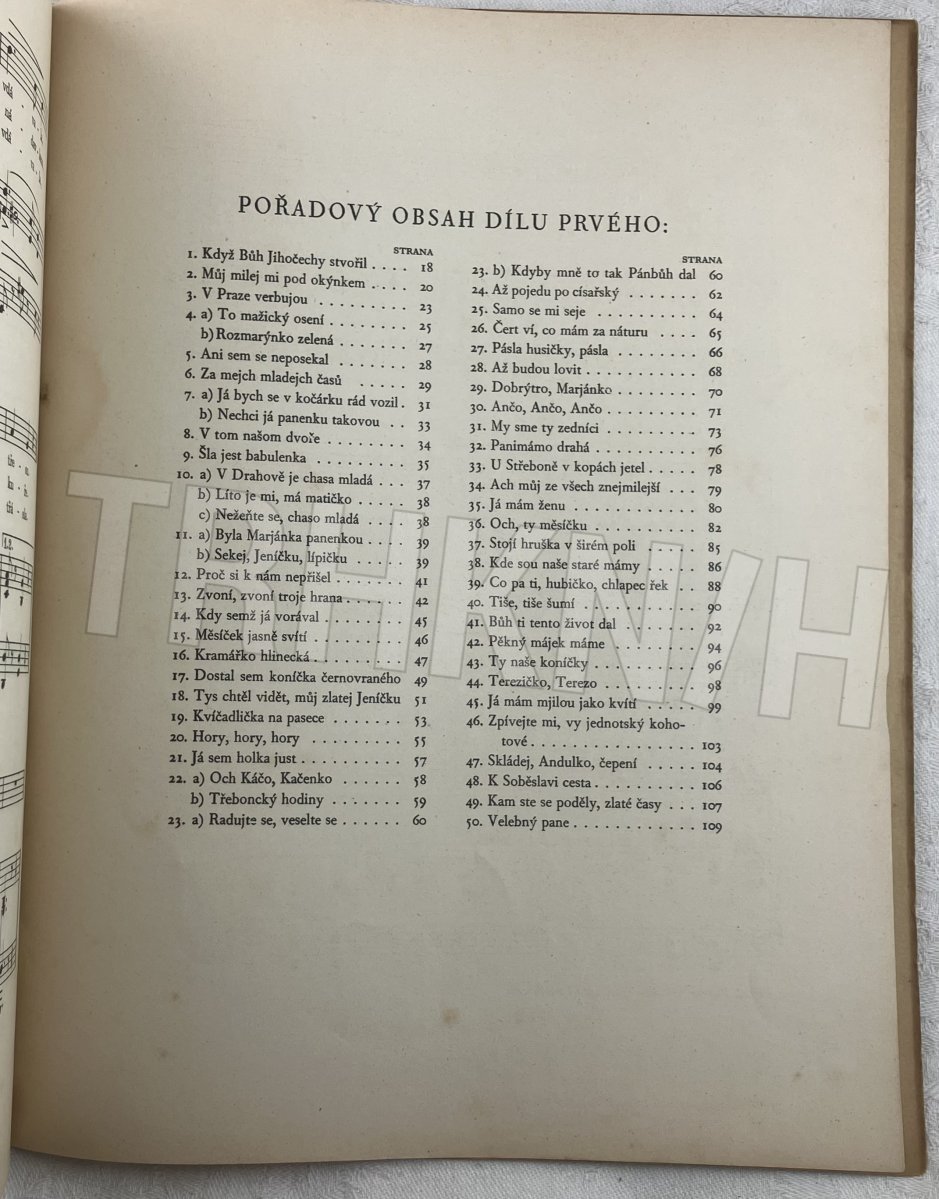 POŘADOVÝ OBSAH DÍLU PRVÉHO:
STRANA
1. Když Bůh Jihočechy stvořil . . . . 18
2. Můj milej mi pod okýnkem . . . . 20
3. V Praze verbujou . . . . . . . . . 23
4. a) To mažický osení . . . . . . . . 25
b) Rozmarýnko zelená . . . . . . . 27
5. Ani sem se neposekal . . . . . . . 28
6. Za mejch mladejch časů . . . . . 29
7. a) Já bych se v kočárku rád vozil . 31
b) Nechci já panenku takovou . . 33
8. V tom našom dvoře . . . . . . . . 34
9. Šla jest babulenka . . . . . . . . . 35
10. a) V Drahově je chasa mladá . . . 37
b) Líto je mi, má matičko . . . . . 38
c) Nežeňte se, chaso mladá . . . . 38
11. a) Byla Marjánka panenkou . . . . 39
b) Sekej, Jeníčku, lípičku . . . . . 39
12. Proč si k nám nepřišel . . . . . . . 41
13. Zvoní, zvoní troje hrana . . . . . . 42
14. Kdy semž já vorával . . . . . . . . 45
15. Měsíček jasně svítí . . . . . . . . . 46
16. Kramářko hlinecká . . . . . . . . . 47
17. Dostal sem koníčka černovraného 49
18. Tys chtěl vidět, můj zlatej Jeníčku 51
19. Kvíčadlička na pasece . . . . . . . 53
20. Hory, hory, hory . . . . . . . . . 55
21. Já sem holka just . . . . . . . . . . 57
22. a) Och Káčo, Kačenko . . . . . . 58
b) Třeboncký hodiny . . . . . . . 59
23. a) Radujte se, veselte se . . . . . . 60
STRANA
23. b) Kdyby mně to tak Pánbůh dal 60
24. Až pojedu po císařský . . . . . . . 62
25. Samo se mi seje . . . . . . . . . . 64
26. Čert ví, co mám za náturu . . . . 65
27. Pásla husičky, pásla . . . . . . . . 66
28. Až budou lovit . . . . . . . . . . . 68
29. Dobrýtro, Marjánko . . . . . . . . 70
30. Ančo, Ančo, Ančo . . . . . . . . . 71
31. My sme ty zedníci . . . . . . . . . 73
32. Panimámo drahá . . . . . . . . . . 76
33. U Střeboně v kopách jetel . . . . . 78
34. Ach můj ze všech znejmilejší . . . 79
35. Já mám ženu . . . . . . . . . . . . 80
36. Och, ty měsíčku . . . . . . . . . . 82
37. Stojí hruška v širém poli . . . . . 85
38. Kde sou naše staré mámy . . . . . 86
39. Co pa ti, hubičko, chlapec řek . . 88
40. Tiše, tiše šumí . . . . . . . . . . . 90
41. Bůh ti tento život dal . . . . . . . 92
42. Pěkný májek máme . . . . . . . . 94
43. Ty naše koníčky . . . . . . . . . . 96
44. Terezičko, Terezo . . . . . . . . . 98
45. Já mám mjilou jako kvítí . . . . . 99
46. Zpívejte mi, vy jednotský koho-
tové . . . . . . . . . . . . . . . . 103
47. Skládej, Andulko, čepení . . . . . 104
48. K Soběslavi cesta . . . . . . . . . . 106
49. Kam ste se poděly, zlaté časy . . . 107
50. Velebný pane . . . . . . . . . . . . 109